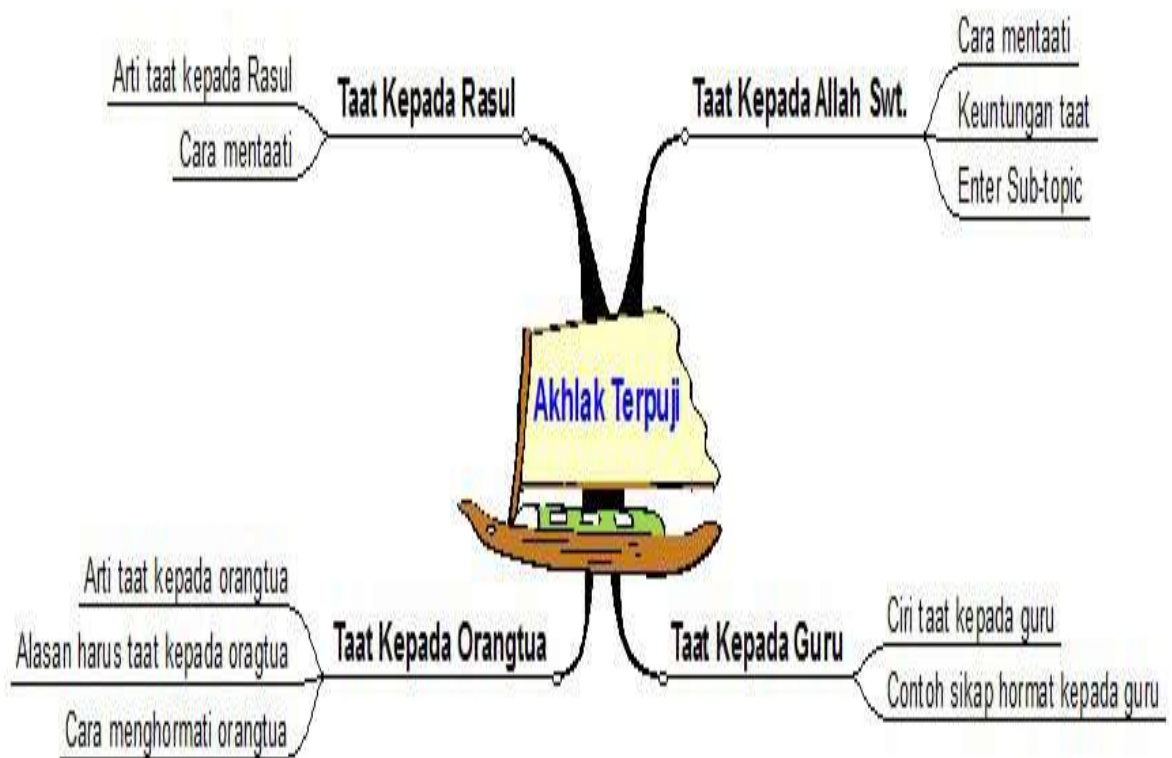 Arti taat kepada Rasul
Cara mentaati
Taat Kepada Rasul
Taat Kepada Allah Swt.
Cara mentaati
Keuntungan taat
Enter Sub-topic
Akhlak Terpuji
Arti taat kepada orangtua
Alasan harus taat kepada oragtua
Cara menghormati orangtua
Taat Kepada Orangtua
Taat Kepada Guru
Ciri taat kepada guru
Contoh sikap hormat kepada guru